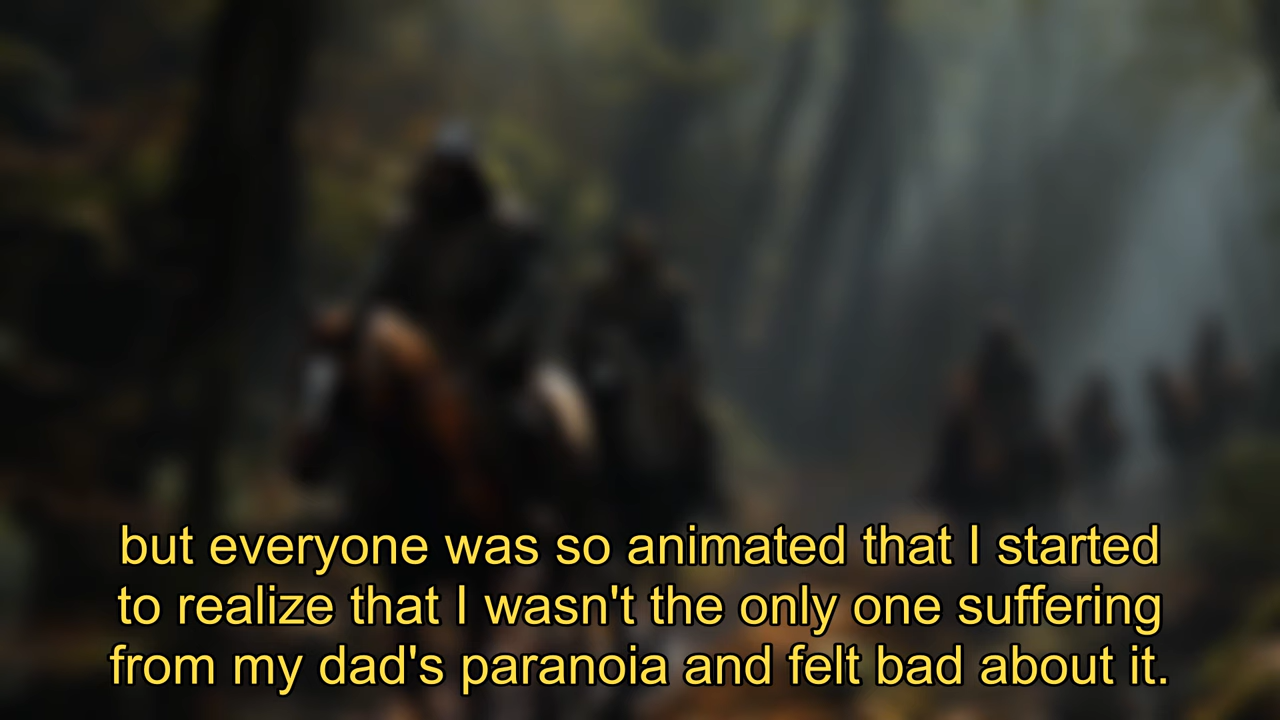 but everyone was so animated that I started
to realize that I wasn't the only one suffering
from my dad's paranoia and felt bad about it.